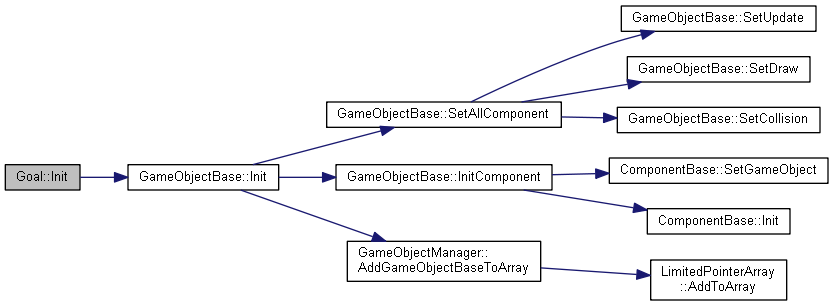 GameObjectBase::SetUpdate
GameObjectBase::SetDraw
GameObjectBase::SetAllComponent
GameObjectBase::SetCollision
Goal::Init
GameObjectBase::Init
GameObjectBase::InitComponent
ComponentBase::SetGameObject
ComponentBase::Init
GameObjectManager::
AddGameObjectBaseToArray
LimitedPointerArray
::AddToArray